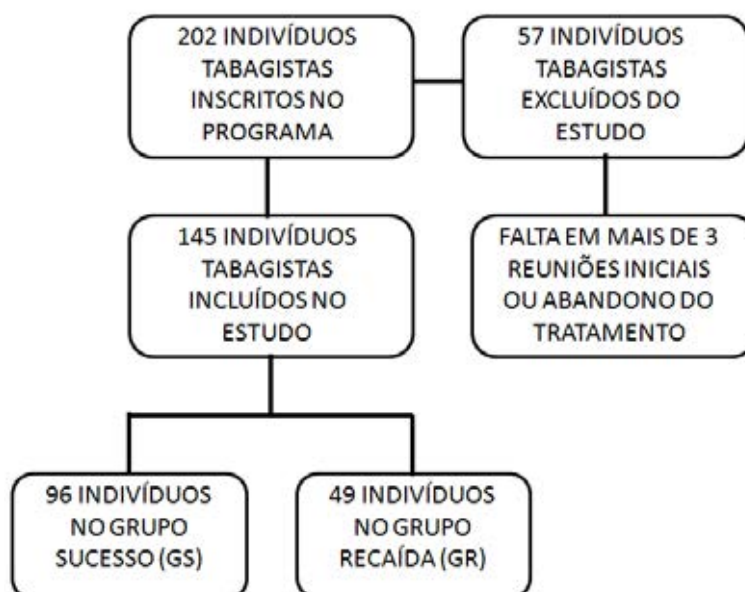 202 INDIVÍDUOS
TABAGISTAS
INSCRITOS NO
PROGRAMA
57 INDIVÍDUOS
TABAGISTAS
EXCLUÍDOS DO
ESTUDO
145 INDIVÍDUOS
TABAGISTAS
INCLUÍDOS NO
ESTUDO
FALTA EM MAIS DE 3
REUNIÕES INICIAIS
OU ABANDONO DO
TRATAMENTO
96 INDIVÍDUOS
NO GRUPO
SUCESSO (GS)
49 INDIVÍDUOS
NO GRUPO
RECAÍDA (GR)